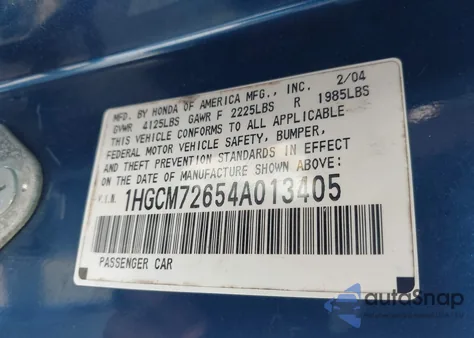 MFD. BY HONDA OF AMERICA MFG., INC. 2/04
GVWR 4125LBS GAWR F 2225LBS R 1985LBS
THIS VEHICLE CONFORMS TO ALL APPLICABLE
FEDERAL MOTOR VEHICLE SAFETY, BUMPER,
AND THEFT PREVENTION STANDARDS IN EFFECT
ON THE DATE OF MANUFACTURE SHOWN ABOVE:
V.I.N. 1HGCM72654A013405
PASSENGER CAR
autoSnap